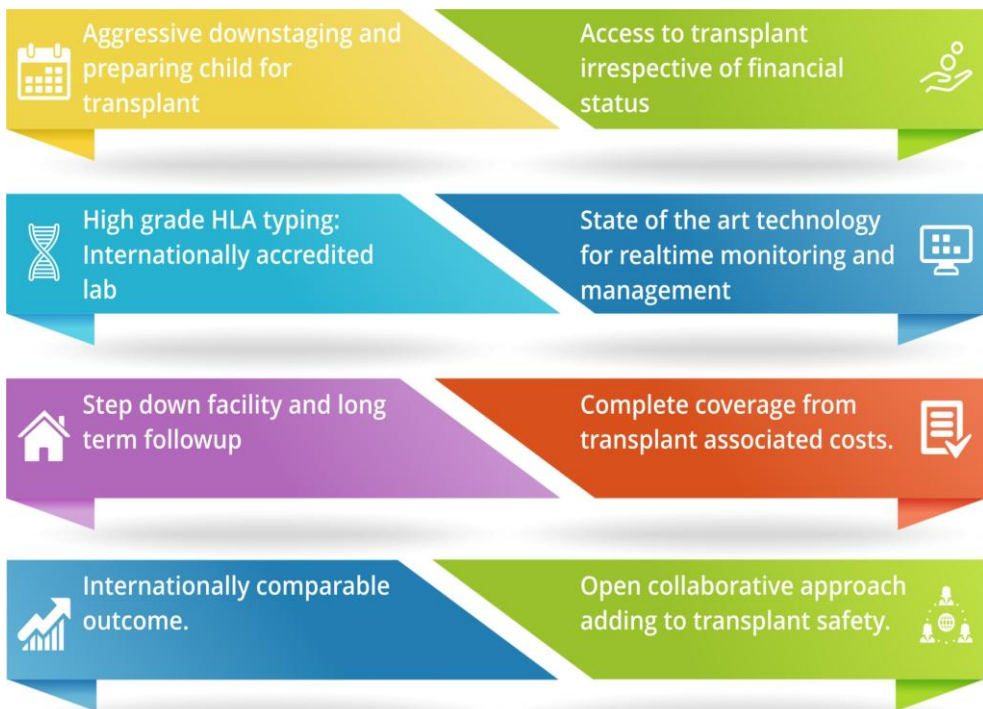 Aggressive downstaging and
preparing child for
transplant
Access to transplant
irrespective of financial
status
High grade HLA typing:
Internationally accredited
lab
State of the art technology
for realtime monitoring and
management
Step down facility and long
term followup
Complete coverage from
transplant associated costs.
Internationally comparable
outcome.
Open collaborative approach
adding to transplant safety.